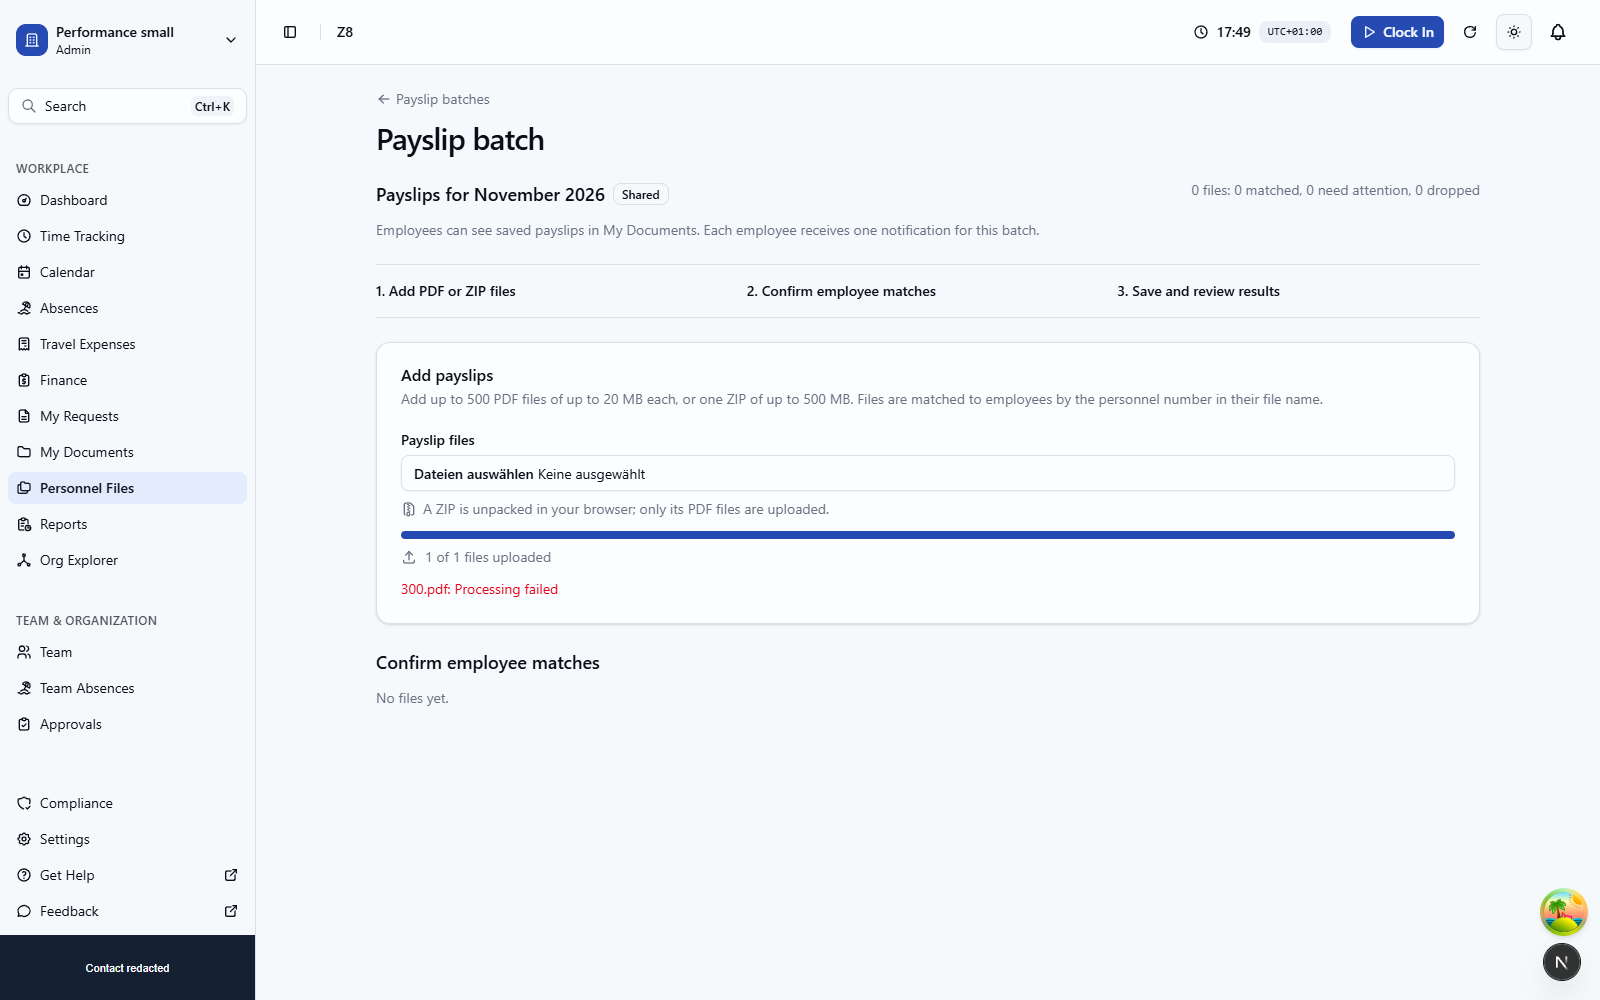 Performance small
Admin
Search
Ctrl+K
WORKPLACE
Dashboard
Time Tracking
Calendar
Absences
Travel Expenses
Finance
My Requests
My Documents
Personnel Files
Reports
Org Explorer
TEAM & ORGANIZATION
Team
Team Absences
Approvals
Compliance
Settings
Get Help
Feedback
Contact redacted
Z8
17:49
UTC+01:00
Clock In
Payslip batches
Payslip batch
Payslips for November 2026
Shared
0 files: 0 matched, 0 need attention, 0 dropped
Employees can see saved payslips in My Documents. Each employee receives one notification for this batch.
1. Add PDF or ZIP files
2. Confirm employee matches
3. Save and review results
Add payslips
Add up to 500 PDF files of up to 20 MB each, or one ZIP of up to 500 MB. Files are matched to employees by the personnel number in their file name.
Payslip files
Dateien auswählen Keine ausgewählt
A ZIP is unpacked in your browser; only its PDF files are uploaded.
1 of 1 files uploaded
300.pdf: Processing failed
Confirm employee matches
No files yet.
N